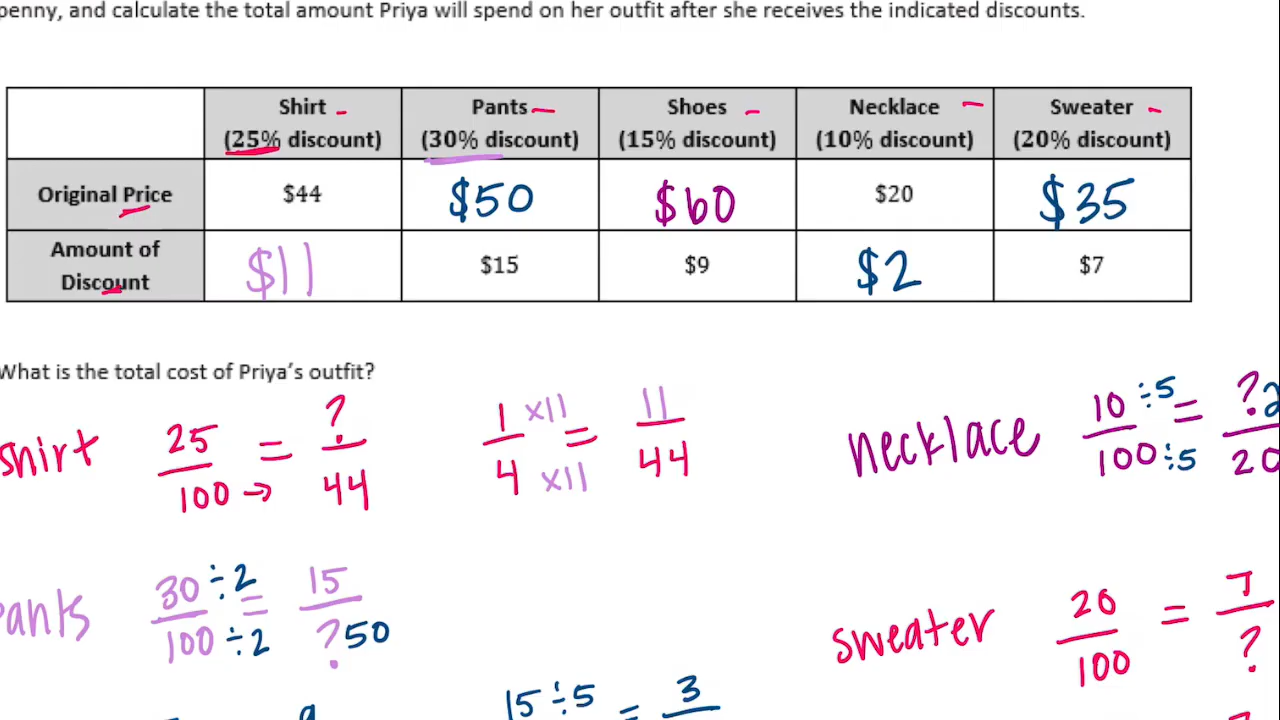 penny, and calculate the total amount Priya will spend on her outfit after she receives the indicated discounts.
Shirt - Pants - Shoes - Necklace - Sweater -
(25% discount) (30% discount) (15% discount) (10% discount) (20% discount)
Original Price $44 $50 $60 $20 $35
Amount of Discount $11 $15 $9 $2 $7
What is the total cost of Priya's outfit?
shirt 25/100 → = ?/44 1/4 ×11/×11 = 11/44
necklace 10/100 ÷5/÷5 = ?2/20
pants 30/100 ÷2/÷2 = 15/?50
sweater 20/100 = 7/?
15 ÷5 = 3